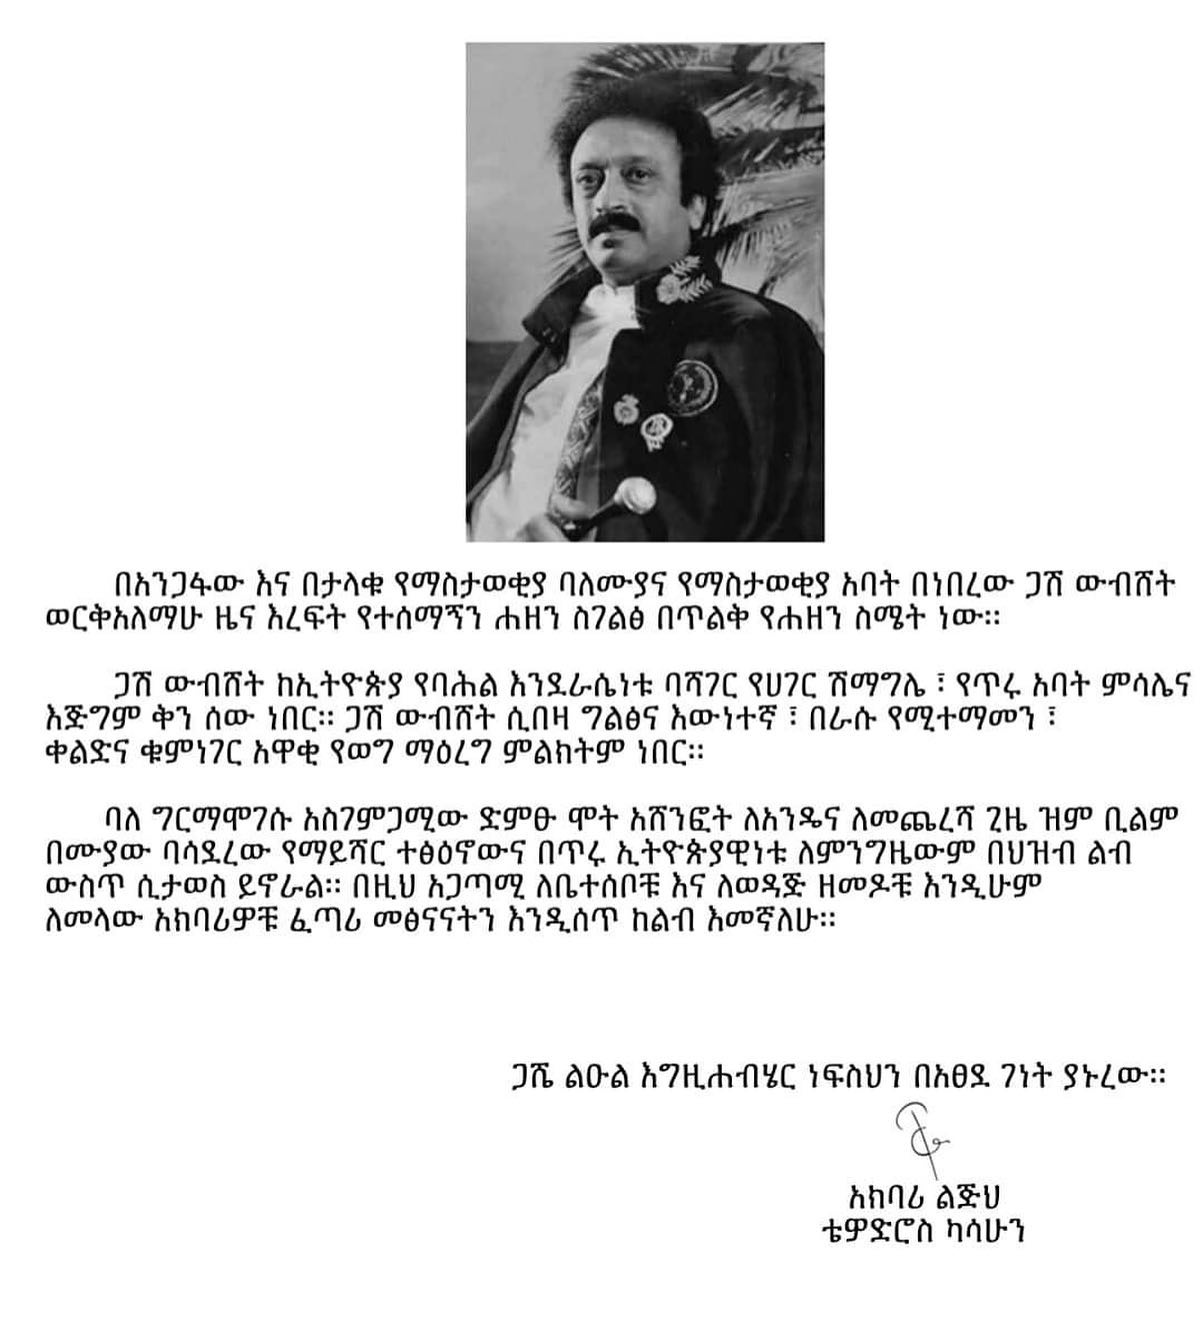 በአንጋፋው እና በታላቁ የማስታወቂያ ባለሙያና የማስታወቂያ አባት በነበረው ጋሽ ውብሸት
ወርቅአለማሁ ዜና እረፍት የተሰማኝን ሐዘን ስገልፅ በጥልቅ የሐዘን ስሜት ነው።
ጋሽ ውብሸት ከኢትዮጵያ የባሕል እንደራሴነቱ ባሻገር የሀገር ሽማግሌ ፣ የጥሩ አባት ምሳሌና
እጅግም ቅን ሰው ነበር። ጋሽ ውብሸት ሲበዛ ግልፅና እውነተኛ ፣ በራሱ የሚተማመን ፣
ቀልድና ቁምነገር አዋቂ የወግ ማዕረግ ምልክትም ነበር።
ባለ ግርማሞገሱ አስገምጋሚው ድምፁ ሞት አሸንፎት ለአንዴና ለመጨረሻ ጊዜ ዝም ቢልም
በሙያው ባሳደረው የማይሻር ተፅዕኖውና በጥሩ ኢትዮጵያዊነቱ ለምንግዜውም በህዝብ ልብ
ውስጥ ሲታወስ ይኖራል። በዚህ አጋጣሚ ለቤተሰቦቹ እና ለወዳጅ ዘመዶቹ እንዲሁም
ለመላው አክባሪዎቹ ፈጣሪ መፅናናትን እንዲሰጥ ከልብ እመኛለሁ።
ጋሼ ልዑል እግዚሐብሄር ነፍስህን በአፀደ ገነት ያኑረው።
አክባሪ ልጅህ
ቴዎድሮስ ካሳሁን